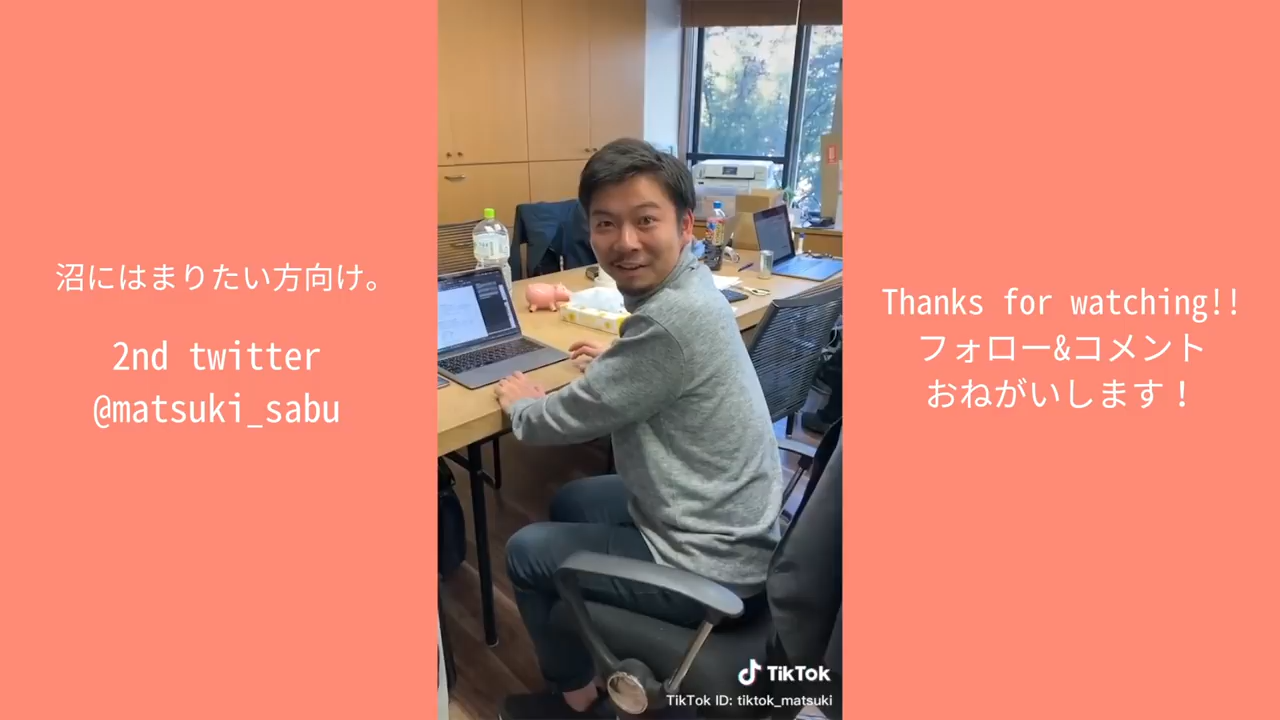 沼にはまりたい方向け。
2nd twitter
@matsuki_sabu
Thanks for watching!!
フォロー&コメント
おねがいします！
TikTok
TikTok ID: tiktok_matsuki